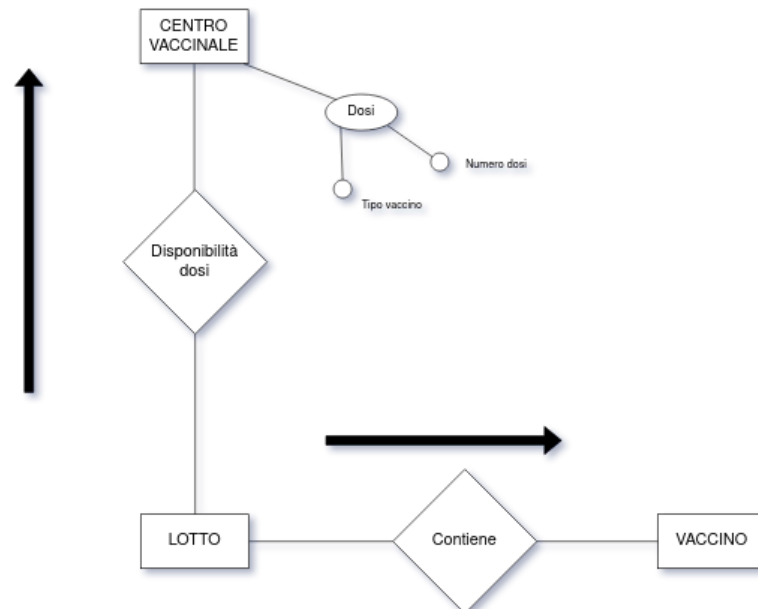 CENTRO
VACCINALE
Dosi
Numero dosi
Tipo vaccino
Disponibilità
dosi
LOTTO
Contiene
VACCINO